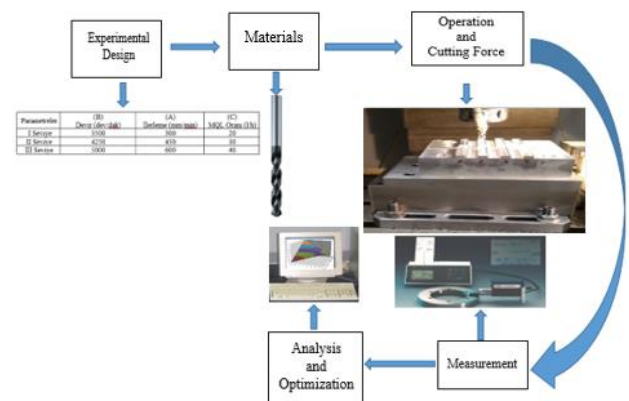 Experimental
Design
Materials
Operation
and
Cutting Force
Parametreler (B) (A) (C)
Devir (dev/dak) İlerleme (mm/min) MQL Oranı (l/h)
I Seviye 3500 300 20
II Seviye 4250 450 30
III Seviye 5000 600 40
Analysis
and
Optimization
Measurement